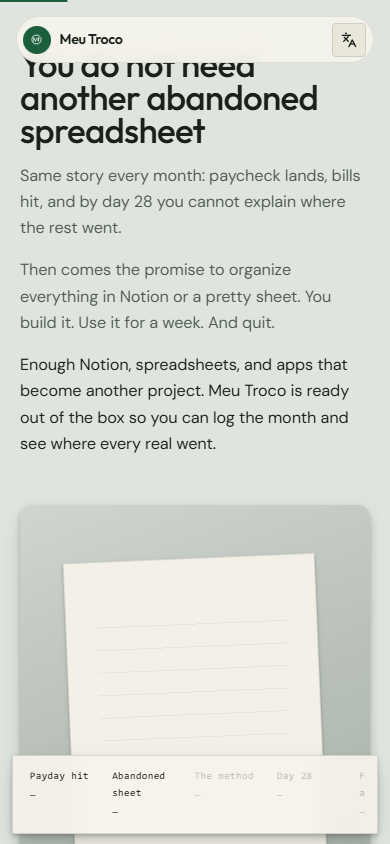 Meu Troco
You do not need
another abandoned
spreadsheet
Same story every month: paycheck lands, bills
hit, and by day 28 you cannot explain where
the rest went.
Then comes the promise to organize
everything in Notion or a pretty sheet. You
build it. Use it for a week. And quit.
Enough Notion, spreadsheets, and apps that
become another project. Meu Troco is ready
out of the box so you can log the month and
see where every real went.
Payday hit
—
Abandoned
sheet
—
The method
—
Day 28
—
F
a
—